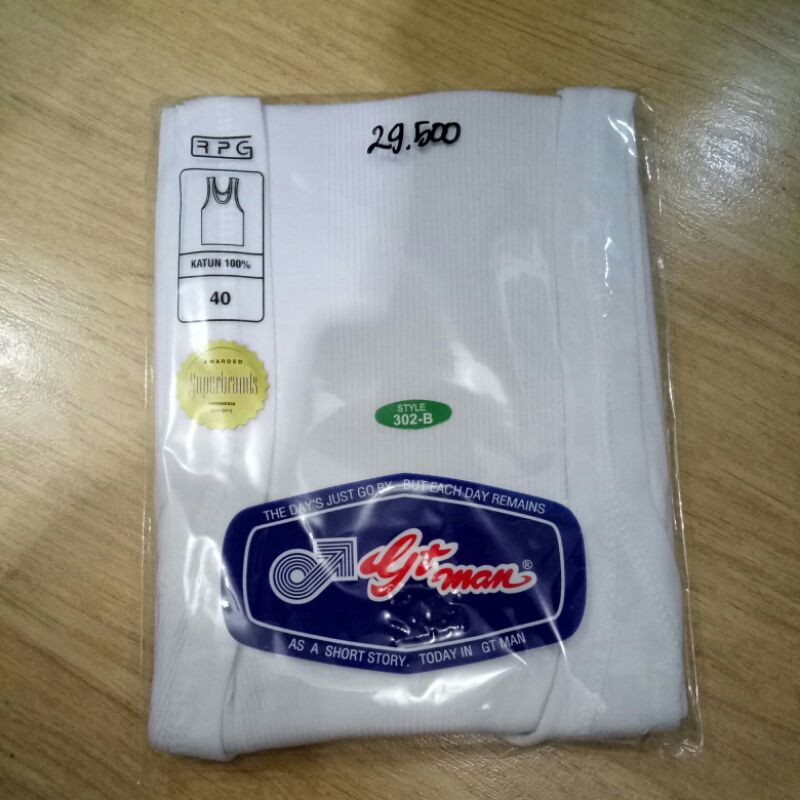 29.500
RPG
KATUN 100%
40
AWARDED
Superbrands
INDONESIA
STYLE
302-B
THE DAY'S JUST GO BY. BUT EACH DAY REMAINS
Gt man ®
AS A SHORT STORY. TODAY IN GT MAN